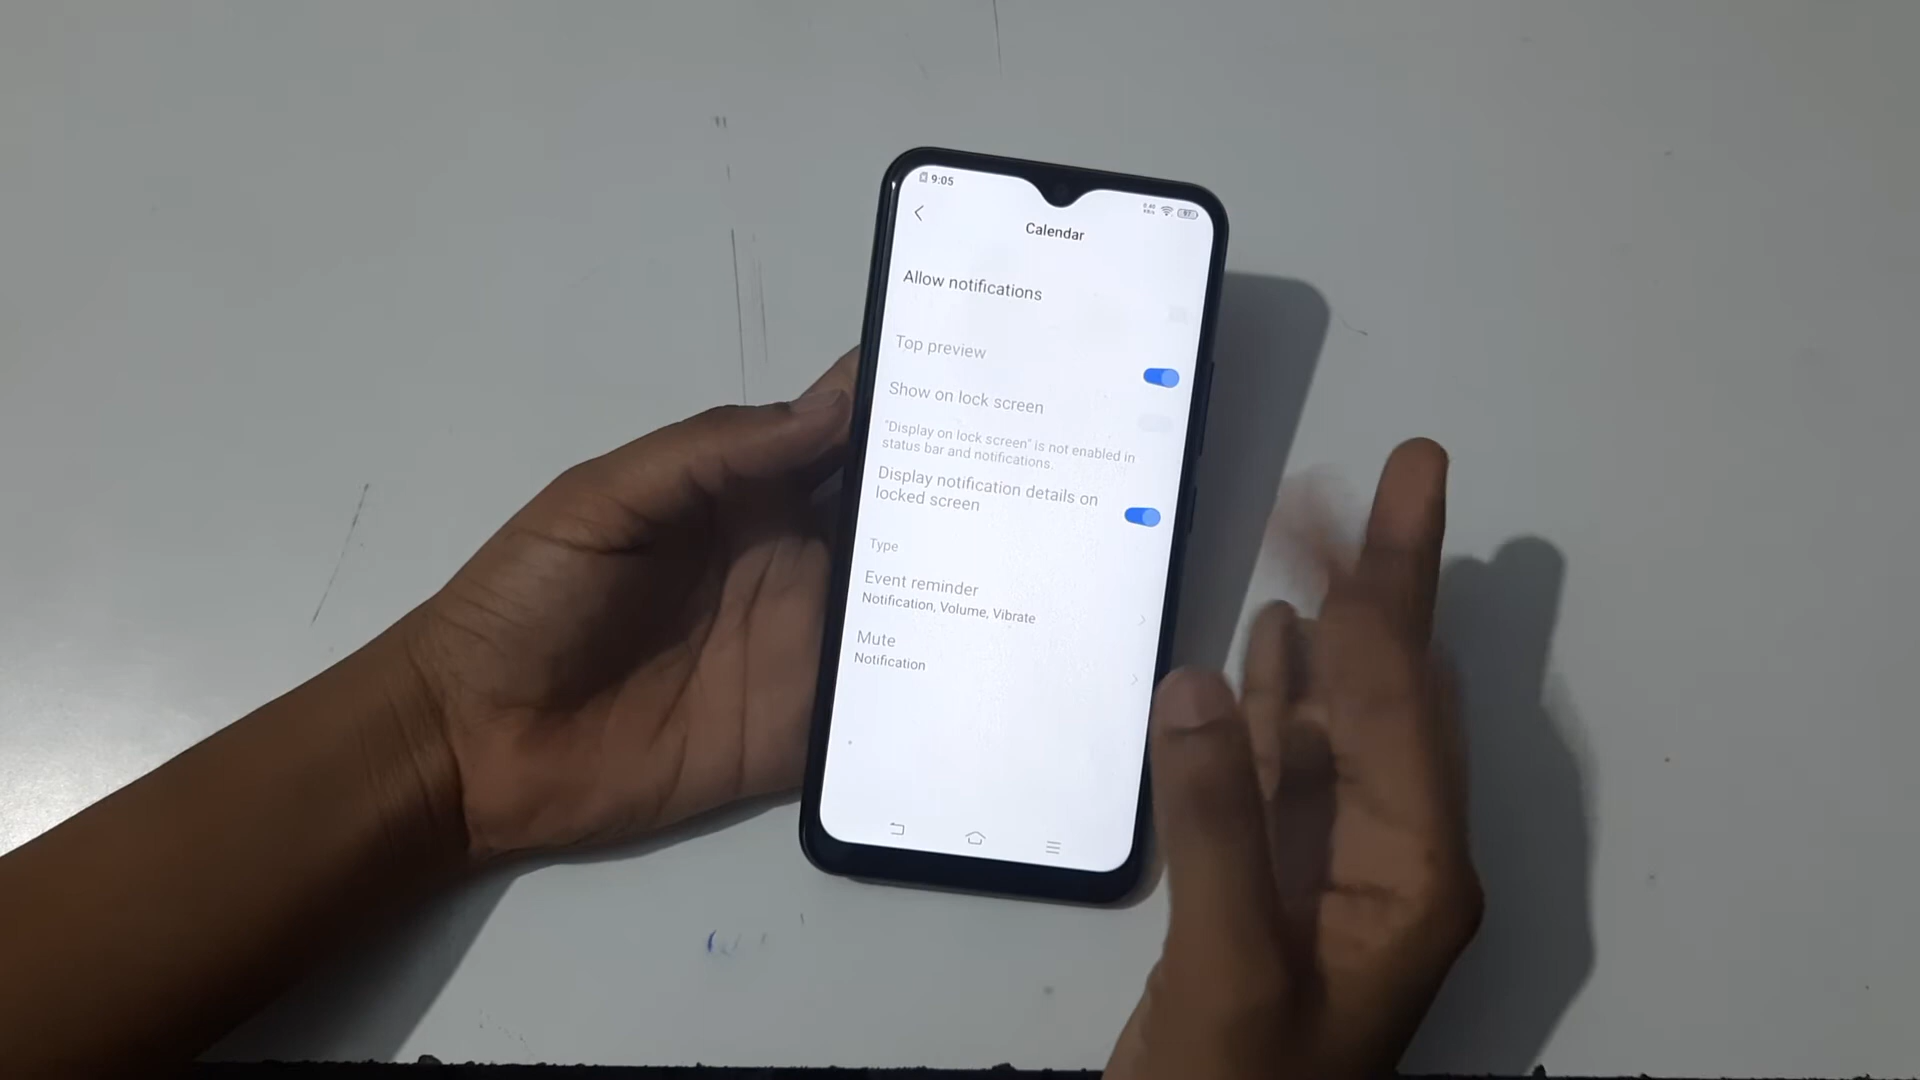 9:05
Calendar
Allow notifications
Top preview
Show on lock screen
"Display on lock screen" is not enabled in
status bar and notifications.
Display notification details on
locked screen
Type
Event reminder
Notification, Volume, Vibrate
Mute
Notification